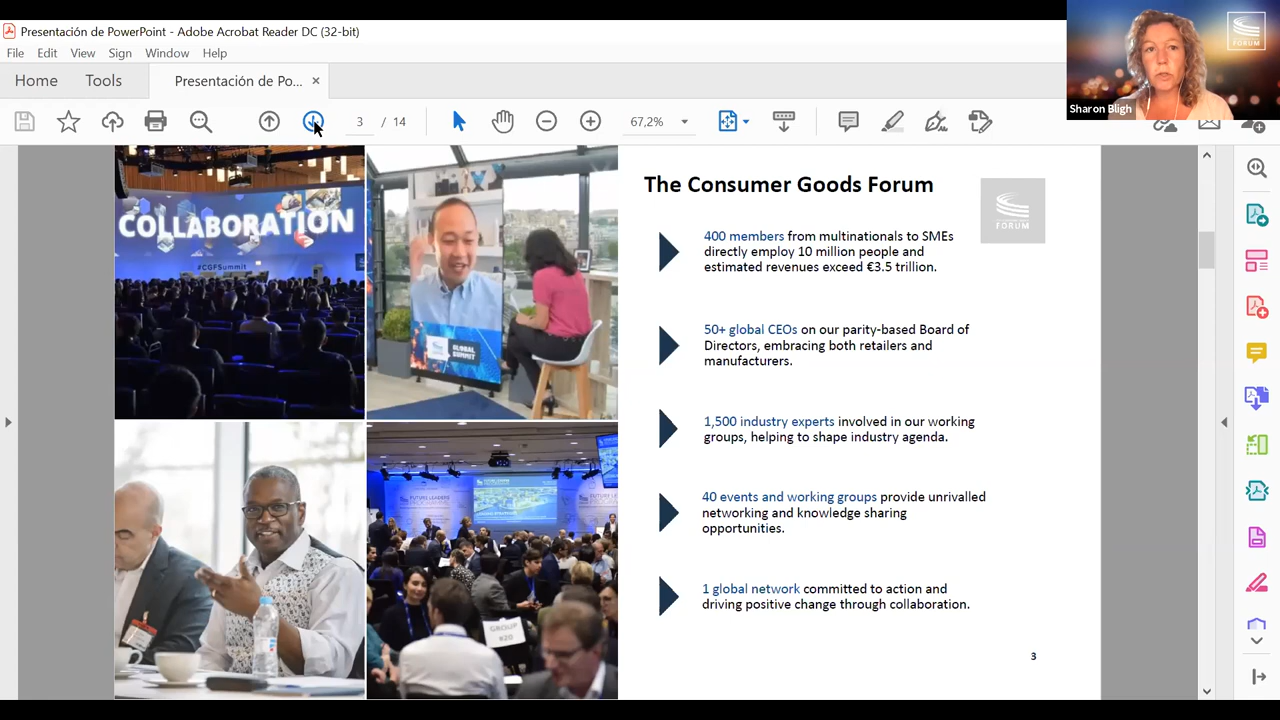 Presentación de PowerPoint - Adobe Acrobat Reader DC (32-bit)
File Edit View Sign Window Help
Home Tools Presentación de Po... ×
3 / 14 67,2%
FORUM
Sharon Bligh
COLLABORATION
#CGFSummit
GLOBAL
SUMMIT
FUTURE LEADERS
GROUP
#20
The Consumer Goods Forum
FORUM
400 members from multinationals to SMEs
directly employ 10 million people and
estimated revenues exceed €3.5 trillion.
50+ global CEOs on our parity-based Board of
Directors, embracing both retailers and
manufacturers.
1,500 industry experts involved in our working
groups, helping to shape industry agenda.
40 events and working groups provide unrivalled
networking and knowledge sharing
opportunities.
1 global network committed to action and
driving positive change through collaboration.
3